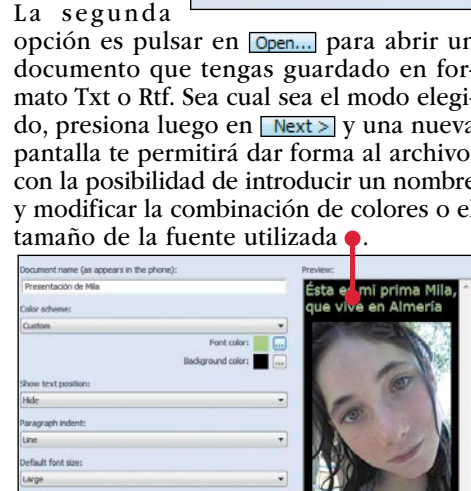 La segunda
opción es pulsar en Open... para abrir un
documento que tengas guardado en for-
mato Txt o Rtf. Sea cual sea el modo elegi-
do, presiona luego en Next > y una nueva
pantalla te permitirá dar forma al archivo,
con la posibilidad de introducir un nombre
y modificar la combinación de colores o el
tamaño de la fuente utilizada .
Document name (as appears in the phone):
Presentación de Mila
Color scheme:
Custom
Font color: ...
Background color: ...
Show text position:
Hide
Paragraph indent:
Line
Default font size:
Large
Preview:
Ésta es mi prima Mila,
que vive en Almería